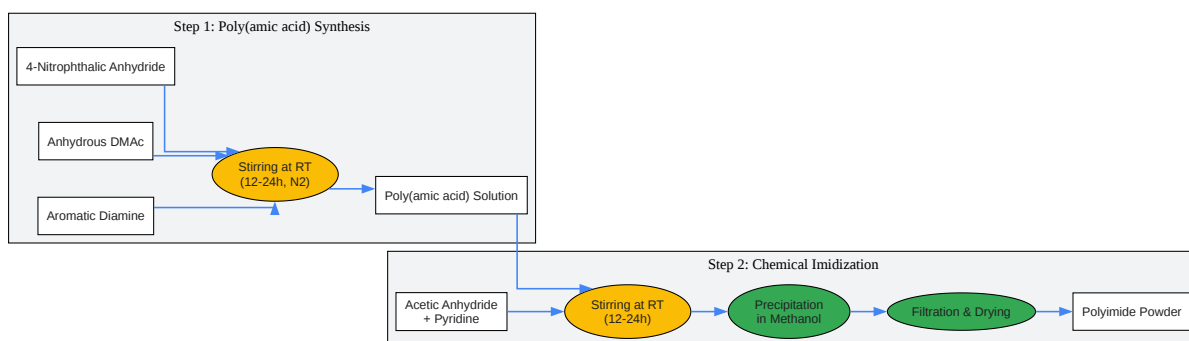 Step 1: Poly(amic acid) Synthesis
4-Nitrophthalic Anhydride
Anhydrous DMAc
Stirring at RT
(12-24h, N2)
Aromatic Diamine
Poly(amic acid) Solution
Step 2: Chemical Imidization
Acetic Anhydride
+ Pyridine
Stirring at RT
(12-24h)
Precipitation
in Methanol
Filtration & Drying
Polyimide Powder